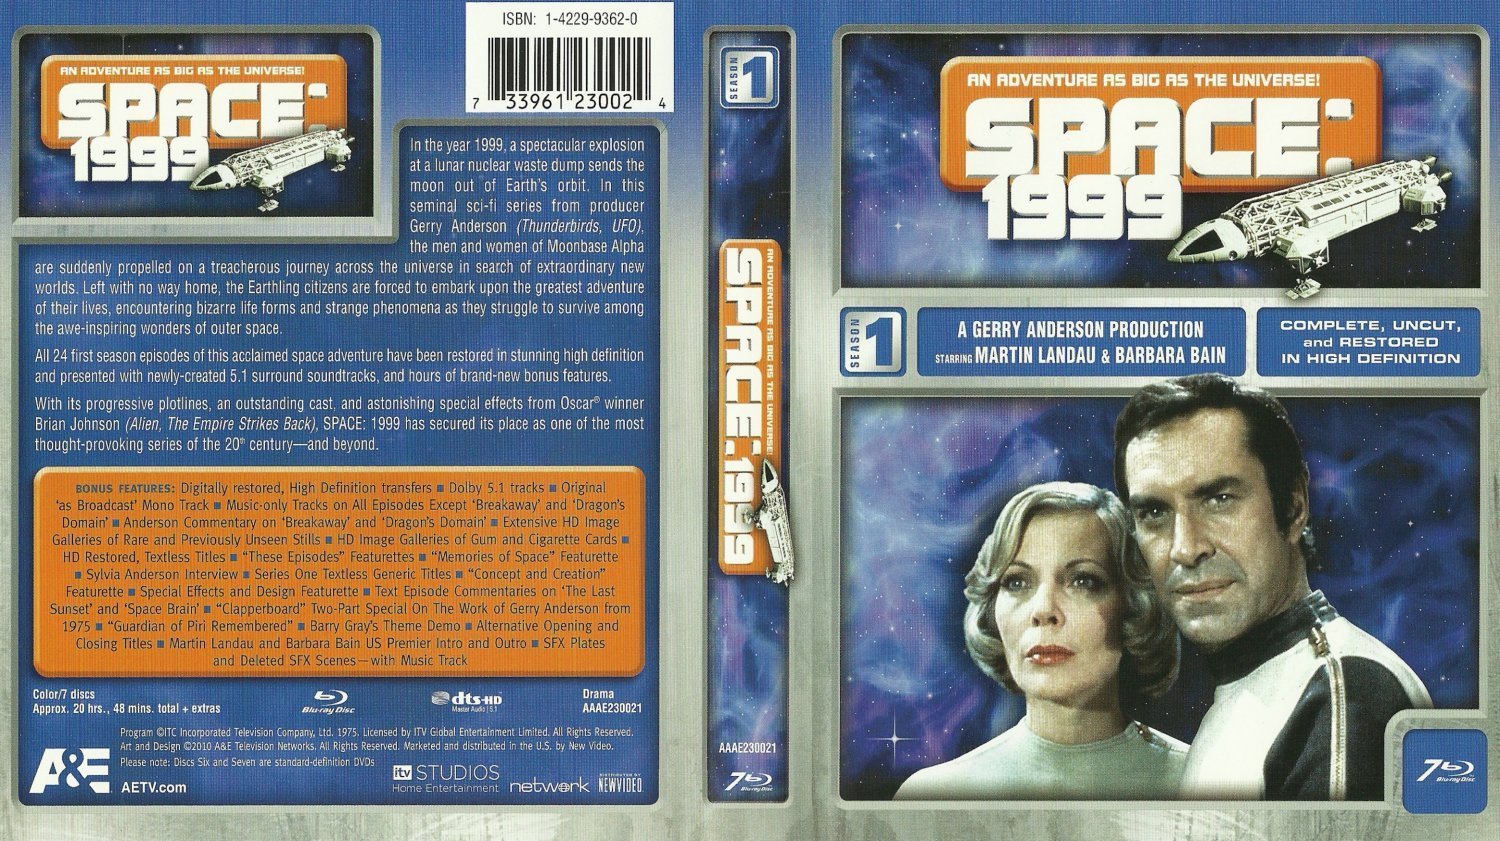 ISBN: 1-4229-9362-0
7 33961 23002 4
AN ADVENTURE AS BIG AS THE UNIVERSE!
SPACE:
1999
In the year 1999, a spectacular explosion
at a lunar nuclear waste dump sends the
moon out of Earth's orbit. In this
seminal sci-fi series from producer
Gerry Anderson (Thunderbirds, UFO),
the men and women of Moonbase Alpha
are suddenly propelled on a treacherous journey across the universe in search of extraordinary new
worlds. Left with no way home, the Earthling citizens are forced to embark upon the greatest adventure
of their lives, encountering bizarre life forms and strange phenomena as they struggle to survive among
the awe-inspiring wonders of outer space.
All 24 first season episodes of this acclaimed space adventure have been restored in stunning high definition
and presented with newly-created 5.1 surround soundtracks, and hours of brand-new bonus features.
With its progressive plotlines, an outstanding cast, and astonishing special effects from Oscar® winner
Brian Johnson (Alien, The Empire Strikes Back), SPACE: 1999 has secured its place as one of the most
thought-provoking series of the 20th century—and beyond.
BONUS FEATURES: Digitally restored, High Definition transfers ■ Dolby 5.1 tracks ■ Original
'as Broadcast' Mono Track ■ Music-only Tracks on All Episodes Except 'Breakaway' and 'Dragon's
Domain' ■ Anderson Commentary on 'Breakaway' and 'Dragon's Domain' ■ Extensive HD Image
Galleries of Rare and Previously Unseen Stills ■ HD Image Galleries of Gum and Cigarette Cards ■
HD Restored, Textless Titles ■ "These Episodes" Featurettes ■ "Memories of Space" Featurette
■ Sylvia Anderson Interview ■ Series One Textless Generic Titles ■ "Concept and Creation"
Featurette ■ Special Effects and Design Featurette ■ Text Episode Commentaries on 'The Last
Sunset' and 'Space Brain' ■ "Clapperboard" Two-Part Special On The Work of Gerry Anderson from
1975 ■ "Guardian of Piri Remembered" ■ Barry Gray's Theme Demo ■ Alternative Opening and
Closing Titles ■ Martin Landau and Barbara Bain US Premier Intro and Outro ■ SFX Plates
and Deleted SFX Scenes—with Music Track
Color/7 discs
Approx. 20 hrs., 48 mins. total + extras
Blu-ray Disc
dts-HD
Master Audio | 5.1
Drama
AAAE230021
Program ©ITC Incorporated Television Company, Ltd. 1975. Licensed by ITV Global Entertainment Limited. All Rights Reserved.
Art and Design ©2010 A&E Television Networks. All Rights Reserved. Marketed and distributed in the U.S. by New Video.
Please note: Discs Six and Seven are standard-definition DVDs
A&E
AETV.com
itv STUDIOS
Home Entertainment
network
DISTRIBUTED BY
NEWVIDEO
SEASON 1
AN ADVENTURE AS BIG AS THE UNIVERSE!
SPACE: 1999
AAAE230021
7 Blu-ray Disc
AN ADVENTURE AS BIG AS THE UNIVERSE!
SPACE:
1999
SEASON 1
A GERRY ANDERSON PRODUCTION
STARRING MARTIN LANDAU & BARBARA BAIN
COMPLETE, UNCUT,
and RESTORED
IN HIGH DEFINITION
7 Blu-ray Disc